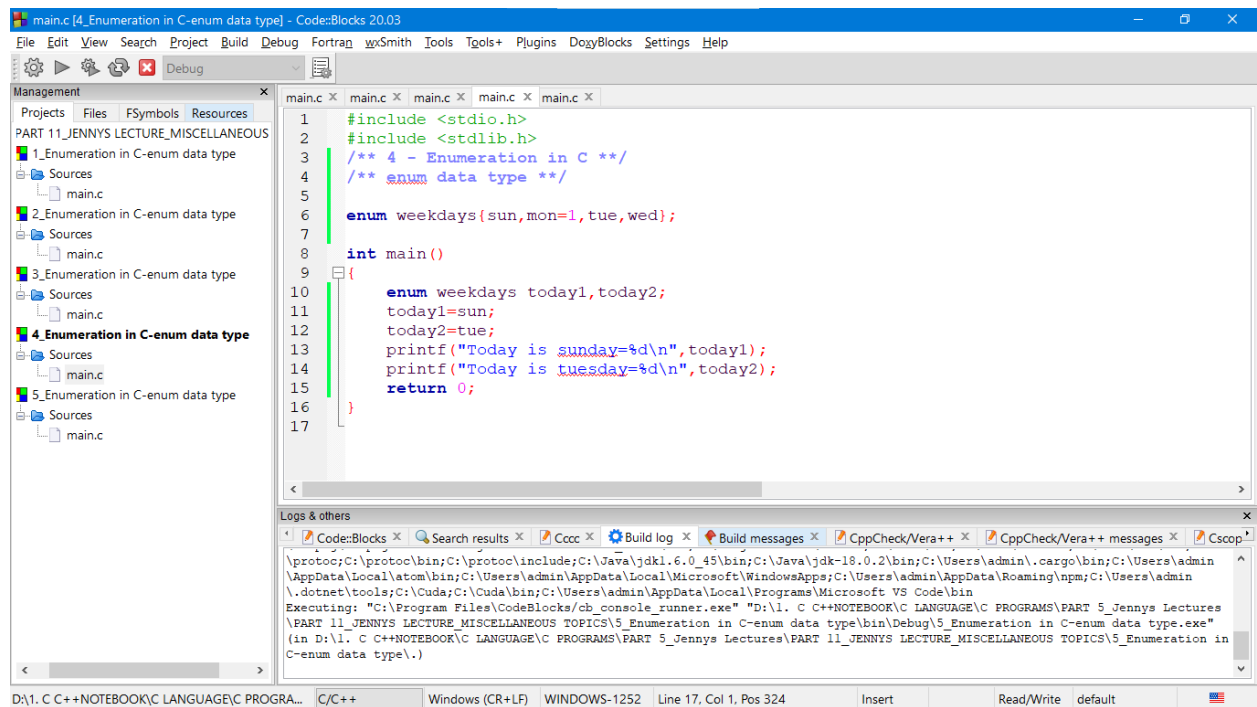 main.c [4_Enumeration in C-enum data type] - Code::Blocks 20.03
File Edit View Search Project Build Debug Fortran wxSmith Tools Tools+ Plugins DoxyBlocks Settings Help
Debug
Management
Projects Files FSymbols Resources
PART 11_JENNYS LECTURE_MISCELLANEOUS
1_Enumeration in C-enum data type
Sources
main.c
2_Enumeration in C-enum data type
Sources
main.c
3_Enumeration in C-enum data type
Sources
main.c
4_Enumeration in C-enum data type
Sources
main.c
5_Enumeration in C-enum data type
Sources
main.c
main.c main.c main.c main.c main.c
1 #include <stdio.h>
2 #include <stdlib.h>
3 /** 4 - Enumeration in C **/
4 /** enum data type **/
5
6 enum weekdays{sun,mon=1,tue,wed};
7
8 int main()
9 {
10 enum weekdays today1,today2;
11 today1=sun;
12 today2=tue;
13 printf("Today is sunday=%d\n",today1);
14 printf("Today is tuesday=%d\n",today2);
15 return 0;
16 }
17
Logs & others
Code::Blocks Search results Cccc Build log Build messages CppCheck/Vera++ CppCheck/Vera++ messages Cscop
\protoc;C:\protoc\bin;C:\protoc\include;C:\Java\jdk1.6.0_45\bin;C:\Java\jdk-18.0.2\bin;C:\Users\admin\.cargo\bin;C:\Users\admin
\AppData\Local\atom\bin;C:\Users\admin\AppData\Local\Microsoft\WindowsApps;C:\Users\admin\AppData\Roaming\npm;C:\Users\admin
\.dotnet\tools;C:\Cuda;C:\Cuda\bin;C:\Users\admin\AppData\Local\Programs\Microsoft VS Code\bin
Executing: "C:\Program Files\CodeBlocks/cb_console_runner.exe" "D:\1. C C++NOTEBOOK\C LANGUAGE\C PROGRAMS\PART 5_Jennys Lectures
\PART 11_JENNYS LECTURE_MISCELLANEOUS TOPICS\5_Enumeration in C-enum data type\bin\Debug\5_Enumeration in C-enum data type.exe"
(in D:\1. C C++NOTEBOOK\C LANGUAGE\C PROGRAMS\PART 5_Jennys Lectures\PART 11_JENNYS LECTURE_MISCELLANEOUS TOPICS\5_Enumeration in
C-enum data type\.)
D:\1. C C++NOTEBOOK\C LANGUAGE\C PROGRA... C/C++ Windows (CR+LF) WINDOWS-1252 Line 17, Col 1, Pos 324 Insert Read/Write default